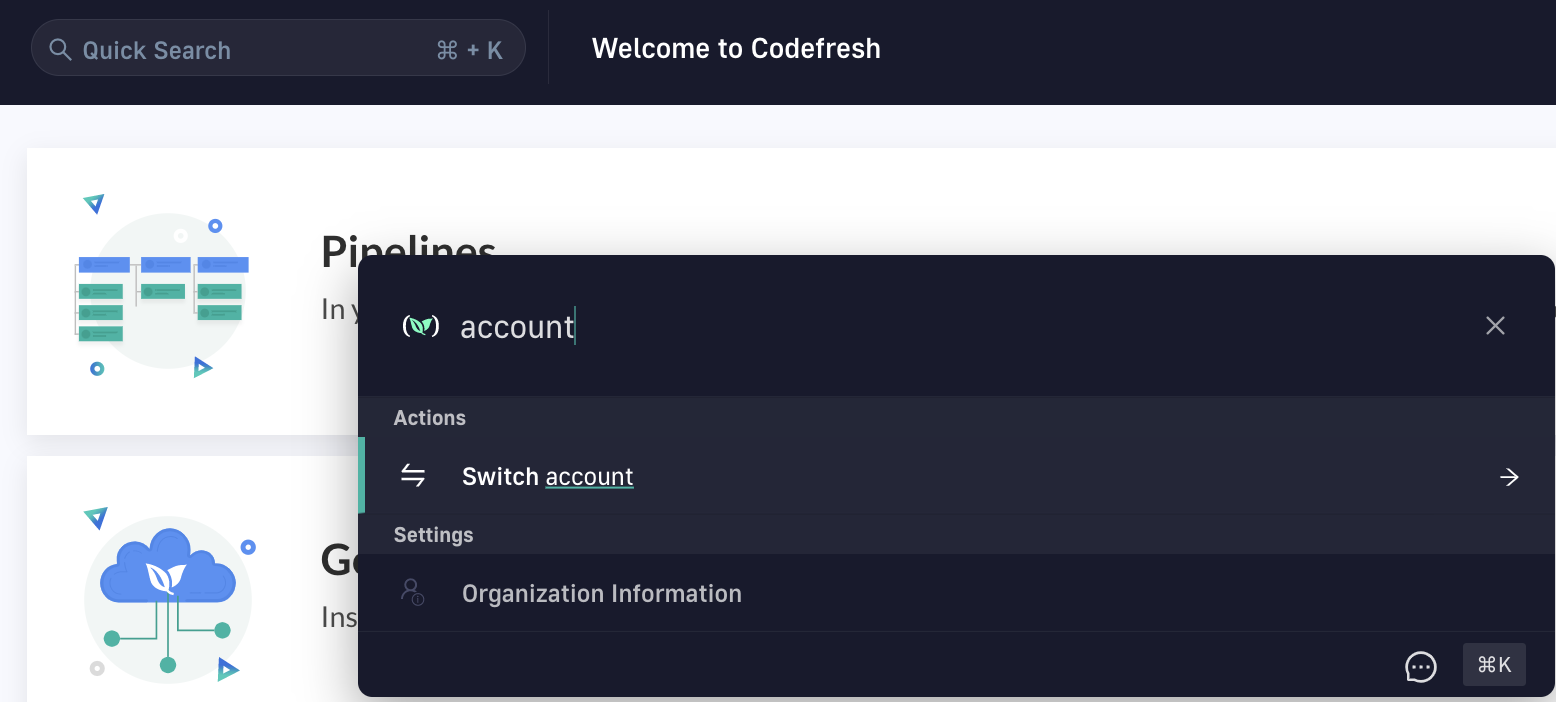 Quick Search ⌘ + K
Welcome to Codefresh
Pipelines
In
account
Actions
Switch account
Settings
Organization Information
Ins
⌘K